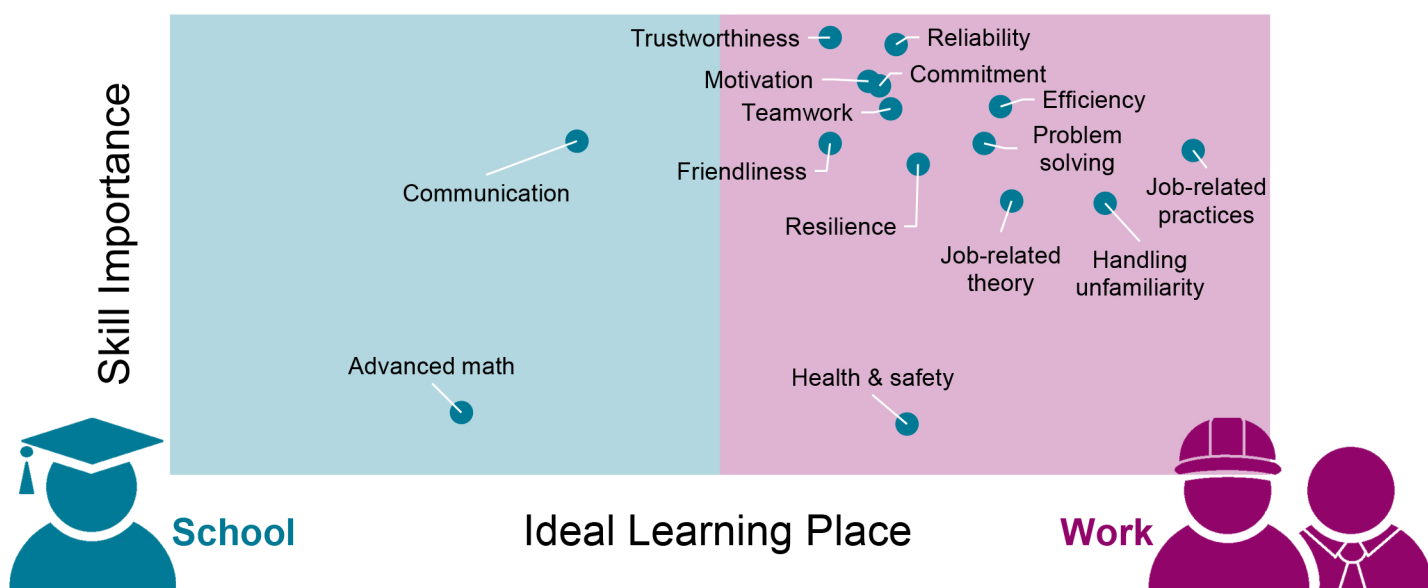 Trustworthiness
Reliability
Motivation
Commitment
Teamwork
Efficiency
Communication
Friendliness
Problem
solving
Resilience
Job-related
practices
Job-related
theory
Handling
unfamiliarity
Advanced math
Health & safety
Skill Importance
School
Ideal Learning Place
Work